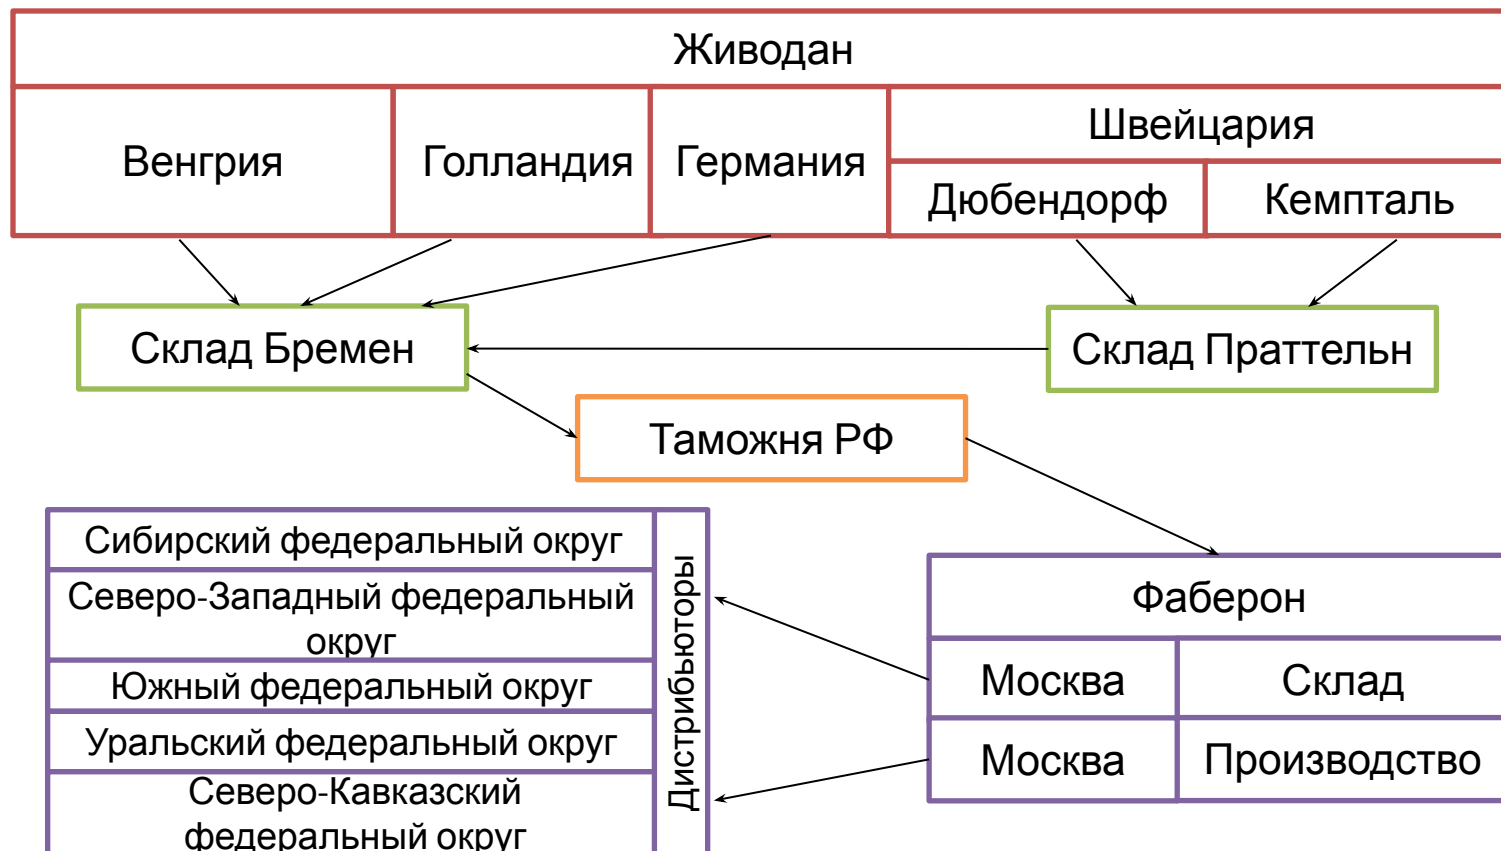 Живодан
Венгрия
Голландия
Германия
Швейцария
Дюбендорф
Кемпталь
Склад Бремен
Склад Праттельн
Таможня РФ
Сибирский федеральный округ
Северо-Западный федеральный
округ
Южный федеральный округ
Уральский федеральный округ
Северо-Кавказский
федеральный округ
Дистрибьюторы
Фаберон
Москва
Склад
Москва
Производство